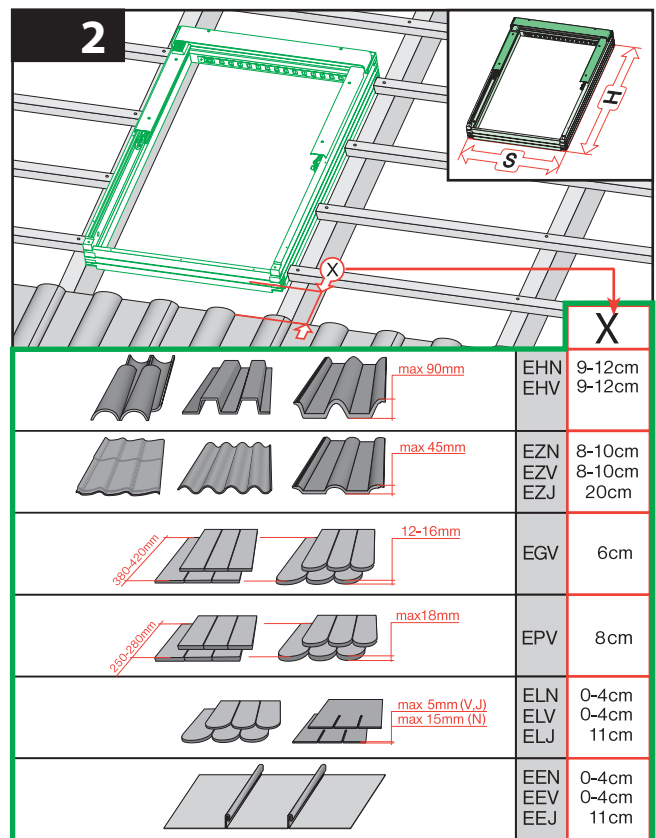 2
H
S
X
X
max 90mm
EHN 9-12cm
EHV 9-12cm
max 45mm
EZN 8-10cm
EZV 8-10cm
EZJ 20cm
380-420mm
12-16mm
EGV 6cm
250-280mm
max18mm
EPV 8cm
max 5mm (V,J)
max 15mm (N)
ELN 0-4cm
ELV 0-4cm
ELJ 11cm
EEN 0-4cm
EEV 0-4cm
EEJ 11cm